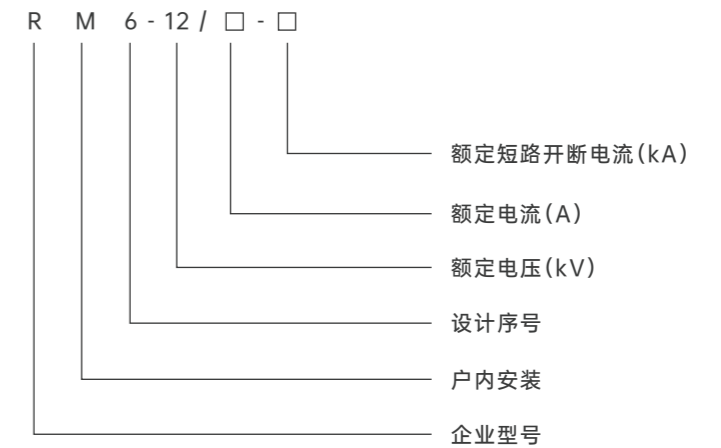 R M 6 - 12 / □ - □
额定短路开断电流(kA)
额定电流(A)
额定电压(kV)
设计序号
户内安装
企业型号